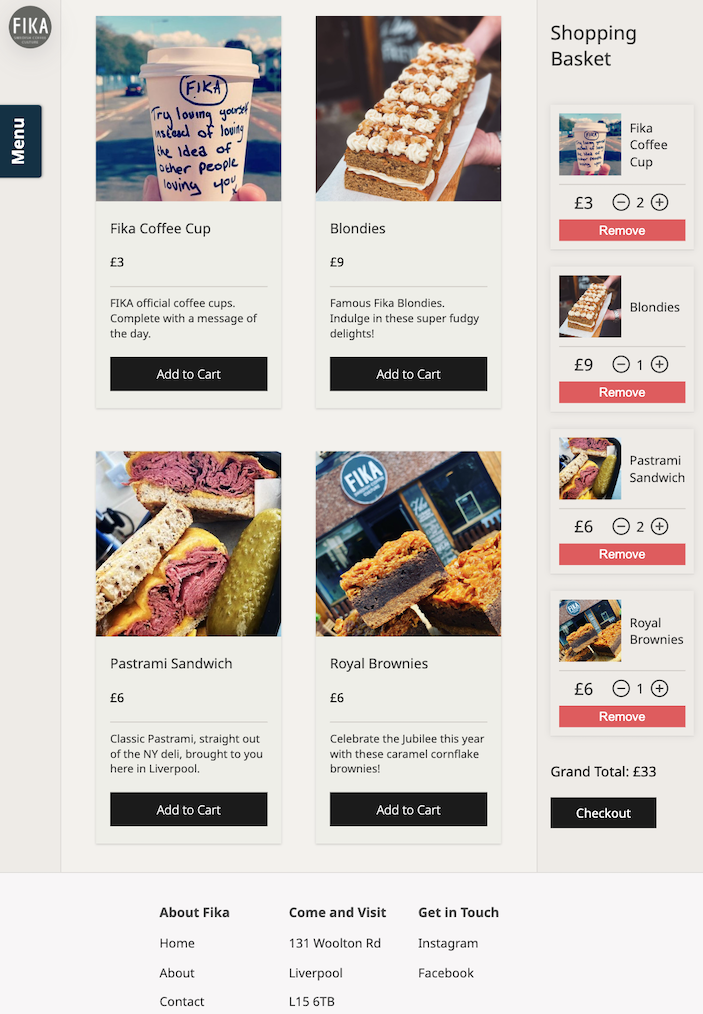 FIKA
Menu
FIKA
Try loving yourself
instead of loving
the idea of
other people
loving you
x
Fika Coffee Cup
£3
FIKA official coffee cups.
Complete with a message of
the day.
Add to Cart
Blondies
£9
Famous Fika Blondies.
Indulge in these super fudgy
delights!
Add to Cart
Pastrami Sandwich
£6
Classic Pastrami, straight out
of the NY deli, brought to you
here in Liverpool.
Add to Cart
FIKA
Royal Brownies
£6
Celebrate the Jubilee this year
with these caramel cornflake
brownies!
Add to Cart
Shopping
Basket
Fika
Coffee
Cup
£3 2
Remove
Blondies
£9 1
Remove
Pastrami
Sandwich
£6 2
Remove
FIKA
Royal
Brownies
£6 1
Remove
Grand Total: £33
Checkout
About Fika
Home
About
Contact
Come and Visit
131 Woolton Rd
Liverpool
L15 6TB
Get in Touch
Instagram
Facebook